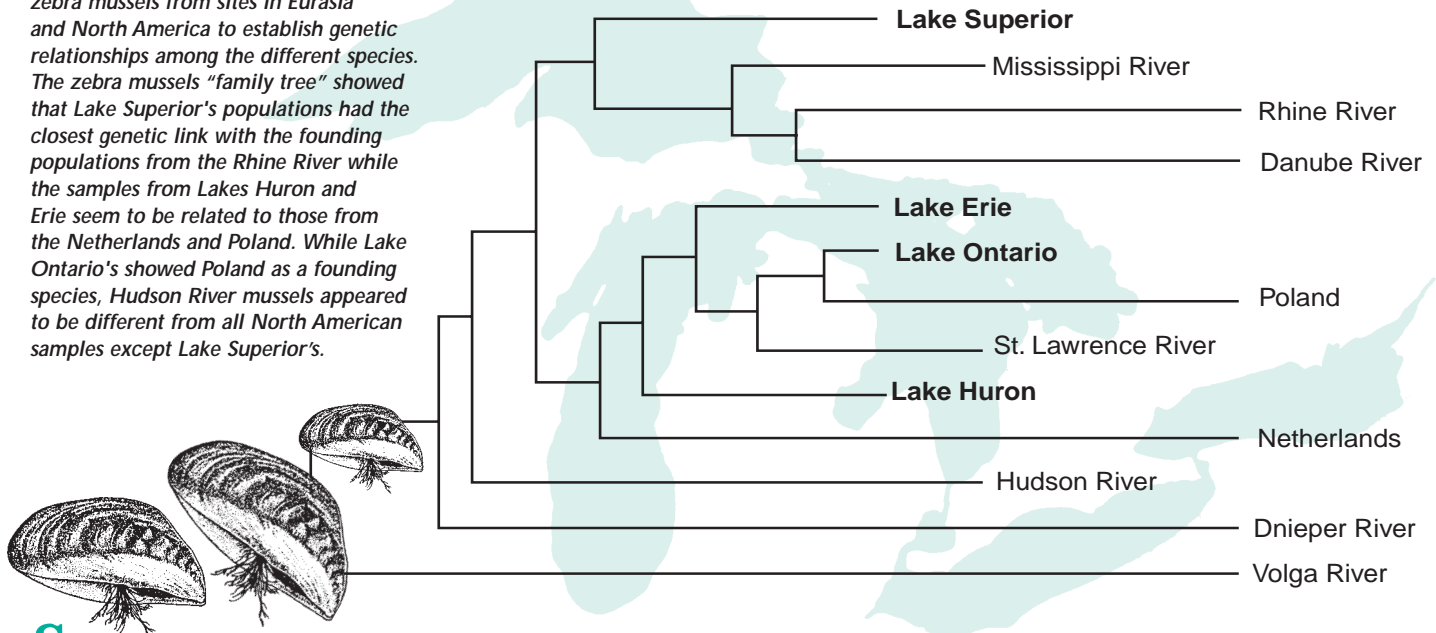 zebra mussels from sites in Eurasia
and North America to establish genetic
relationships among the different species.
The zebra mussels “family tree” showed
that Lake Superior's populations had the
closest genetic link with the founding
populations from the Rhine River while
the samples from Lakes Huron and
Erie seem to be related to those from
the Netherlands and Poland. While Lake
Ontario's showed Poland as a founding
species, Hudson River mussels appeared
to be different from all North American
samples except Lake Superior’s.
Lake Superior
Mississippi River
Rhine River
Danube River
Lake Erie
Lake Ontario
Poland
St. Lawrence River
Lake Huron
Netherlands
Hudson River
Dnieper River
Volga River